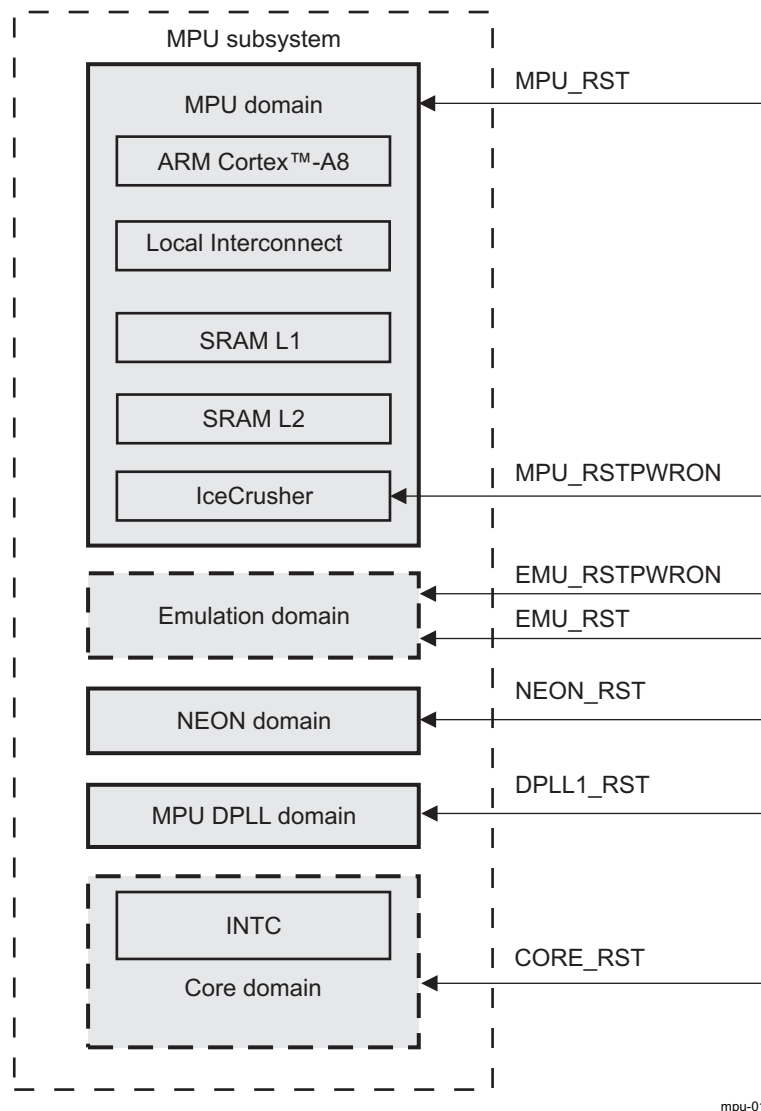 MPU subsystem
MPU_RST
MPU domain
ARM Cortex™-A8
Local Interconnect
SRAM L1
SRAM L2
MPU_RSTPWRON
IceCrusher
EMU_RSTPWRON
Emulation domain
EMU_RST
NEON_RST
NEON domain
DPLL1_RST
MPU DPLL domain
INTC
CORE_RST
Core domain